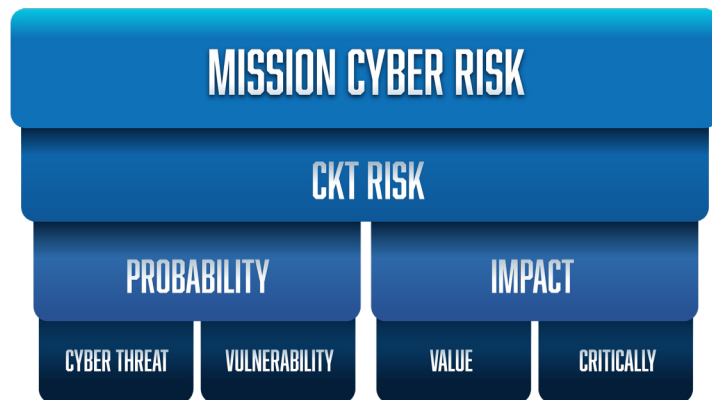 MISSION CYBER RISK
CKT RISK
PROBABILITY
IMPACT
CYBER THREAT
VULNERABILITY
VALUE
CRITICALLY